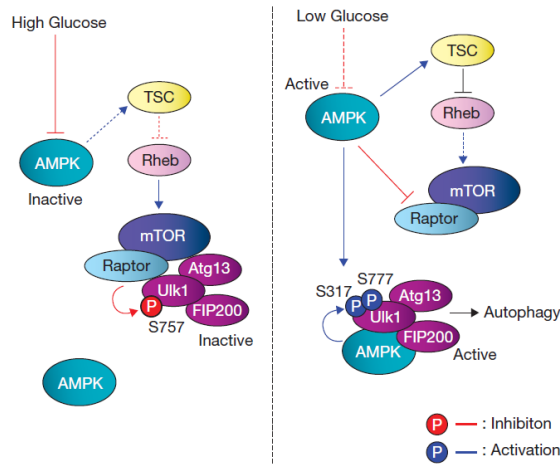 High Glucose
TSC
AMPK
Inactive
Rheb
mTOR
Raptor
Atg13
Ulk1
P
FIP200
S757
Inactive
AMPK
Low Glucose
Active
TSC
AMPK
Rheb
mTOR
Raptor
S777
S317
P
P
Atg13
Ulk1
FIP200
Autophagy
AMPK
Active
P : Inhibiton
P : Activation